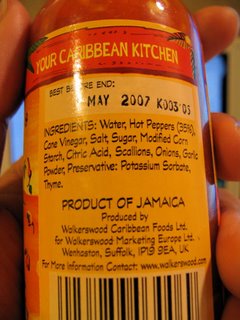 YOUR CARIBBEAN KITCHEN
BEST BEFORE END:
MAY 2007 K003:03
INGREDIENTS: Water, Hot Peppers (35%),
Cane Vinegar, Salt, Sugar, Modified Corn
Starch, Citric Acid, Scallions, Onions, Garlic
Powder, Preservative: Potassium Sorbate,
Thyme.
PRODUCT OF JAMAICA
Produced by
Walkerswood Caribbean Foods Ltd.
for Walkerswood Marketing Europe Ltd.
Wenhaston, Suffolk, IP19 9EA, UK
For More Information Contact: www.walkerswood.com